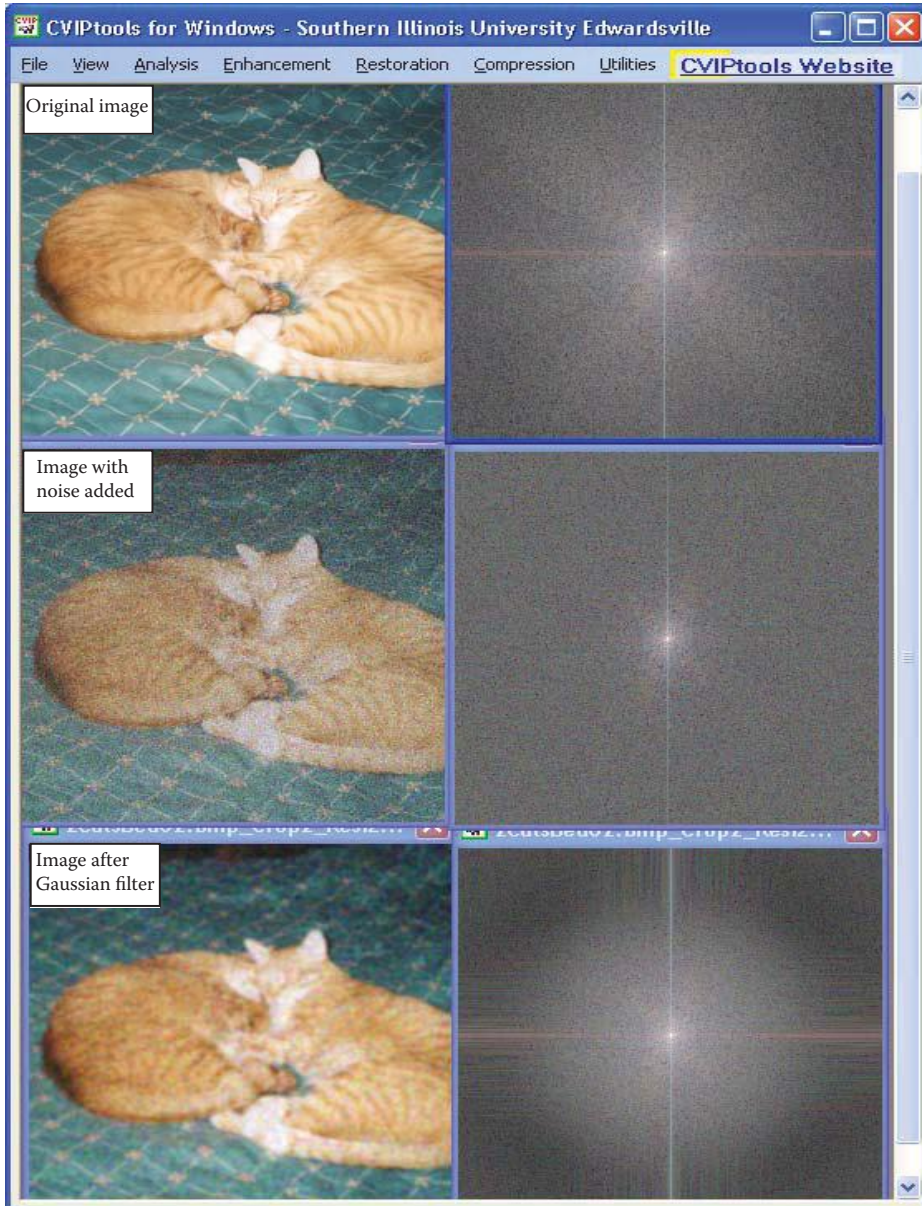 CVIPtools for Windows - Southern Illinois University Edwardsville
File View Analysis Enhancement Restoration Compression Utilities CVIPtools Website
Original image
Image with
noise added
Image after
Gaussian filter